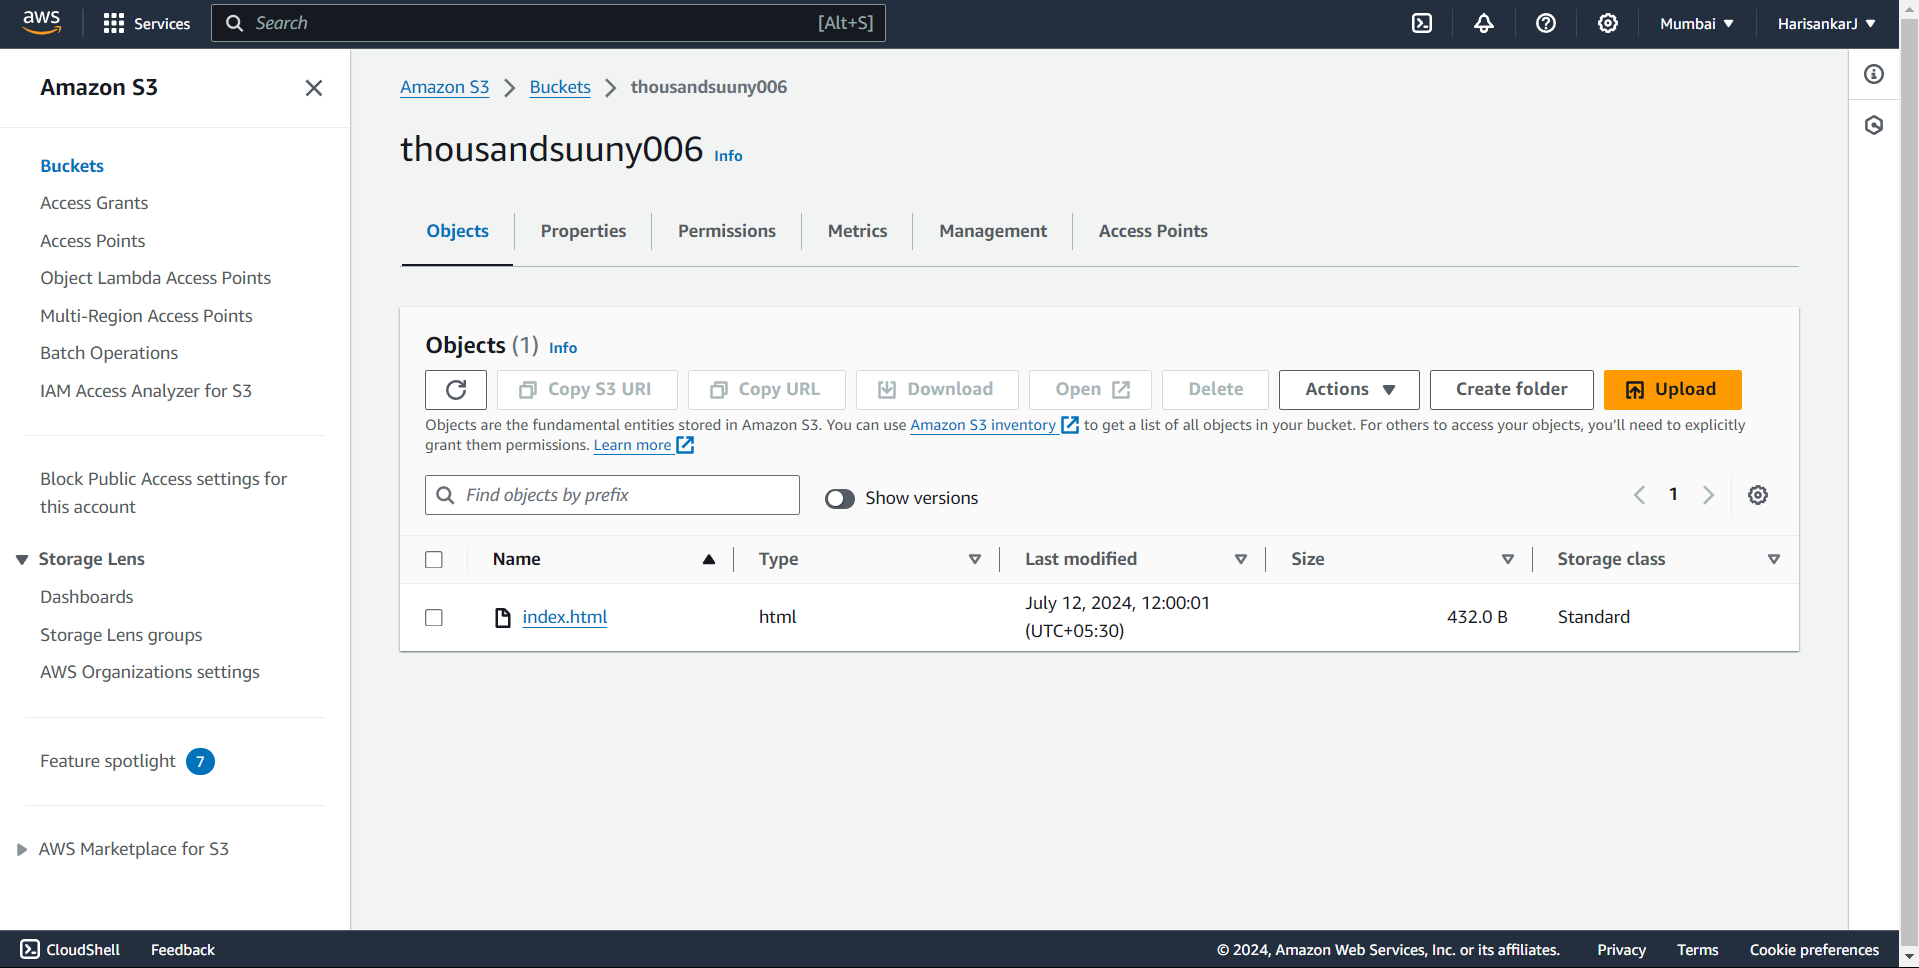 aws
Services
Search
[Alt+S]
Mumbai
HarisankarJ
Amazon S3
Buckets
Access Grants
Access Points
Object Lambda Access Points
Multi-Region Access Points
Batch Operations
IAM Access Analyzer for S3
Block Public Access settings for
this account
Storage Lens
Dashboards
Storage Lens groups
AWS Organizations settings
Feature spotlight 7
AWS Marketplace for S3
Amazon S3 Buckets thousandsuuny006
thousandsuuny006 Info
Objects Properties Permissions Metrics Management Access Points
Objects (1) Info
Copy S3 URI Copy URL Download Open Delete Actions Create folder Upload
Objects are the fundamental entities stored in Amazon S3. You can use Amazon S3 inventory to get a list of all objects in your bucket. For others to access your objects, you'll need to explicitly
grant them permissions. Learn more
Find objects by prefix
Show versions
1
Name Type Last modified Size Storage class
index.html html July 12, 2024, 12:00:01 432.0 B Standard
(UTC+05:30)
CloudShell Feedback © 2024, Amazon Web Services, Inc. or its affiliates. Privacy Terms Cookie preferences